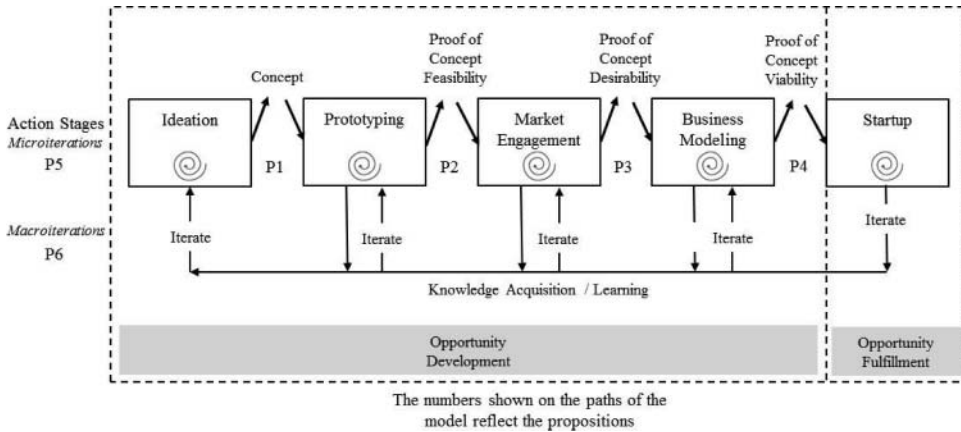 Concept
Proof of
Concept
Feasibility
Proof of
Concept
Desirability
Proof of
Concept
Viability
Action Stages
Microiterations
P5
Ideation
P1
Prototyping
P2
Market
Engagement
P3
Business
Modeling
P4
Startup
Macroiterations
P6
Iterate
Iterate
Iterate
Iterate
Iterate
Knowledge Acquisition / Learning
Opportunity
Development
Opportunity
Fulfillment
The numbers shown on the paths of the
model reflect the propositions